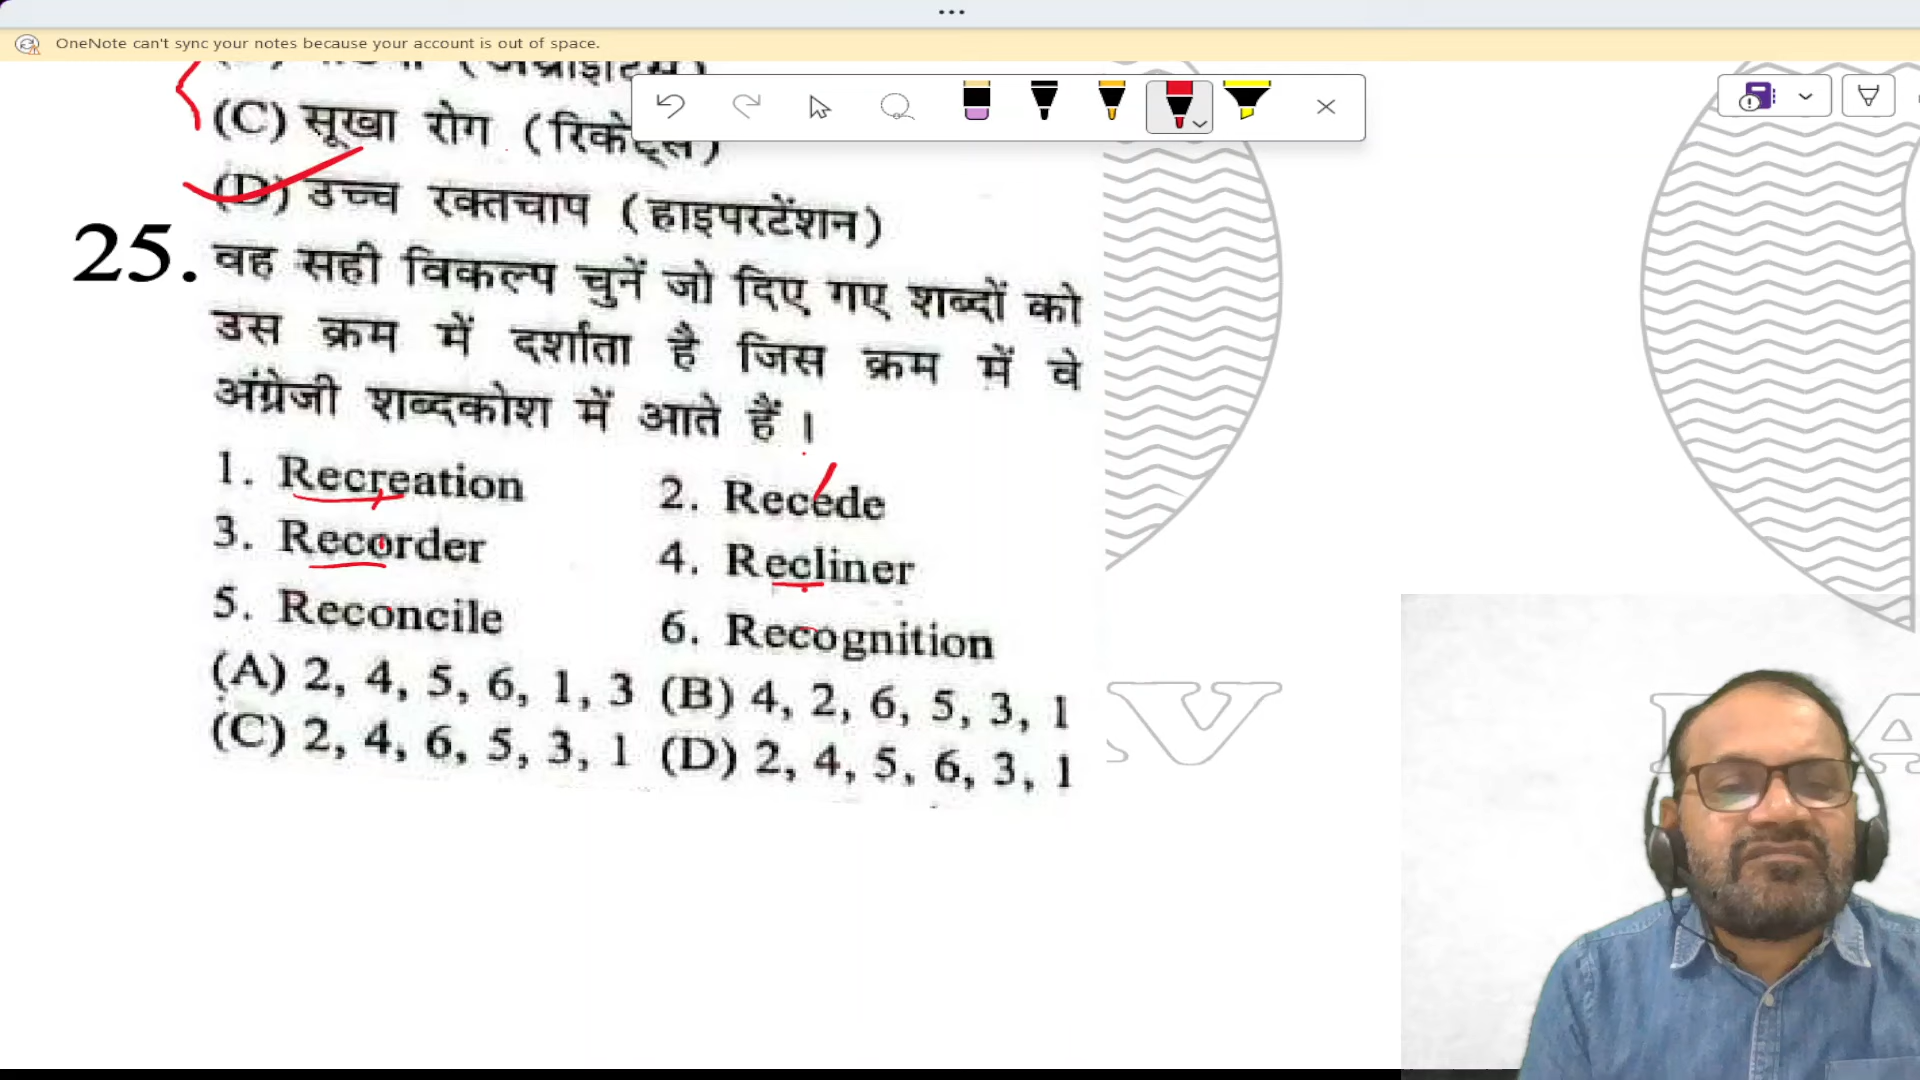 OneNote can't sync your notes because your account is out of space.
(C) सूखा रोग (रिकेट्स)
(D) उच्च रक्तचाप (हाइपरटेंशन)
25. वह सही विकल्प चुनें जो दिए गए शब्दों को
उस क्रम में दर्शाता है जिस क्रम में वे
अंग्रेजी शब्दकोश में आते हैं ।
1. Recreation 2. Recede
3. Recorder 4. Recliner
5. Reconcile 6. Recognition
(A) 2, 4, 5, 6, 1, 3 (B) 4, 2, 6, 5, 3, 1
(C) 2, 4, 6, 5, 3, 1 (D) 2, 4, 5, 6, 3, 1